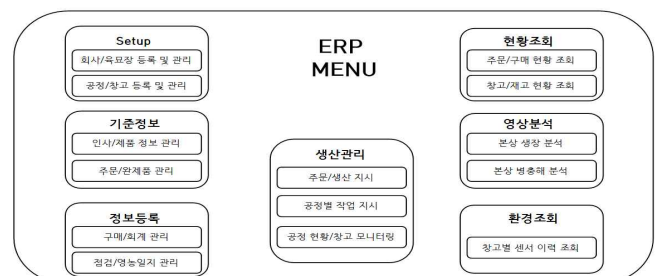 Setup
회사/육묘장 등록 및 관리
공정/창고 등록 및 관리
기준정보
인사/제품 정보 관리
주문/완제품 관리
정보등록
구매/회계 관리
점검/영농일지 관리
ERP
MENU
생산관리
주문/생산 지시
공정별 작업 지시
공정 현황/창고 모니터링
현황조회
주문/구매 현황 조회
창고/재고 현황 조회
영상분석
본상 생장 분석
본상 병충해 분석
환경조회
창고별 센서 이력 조회